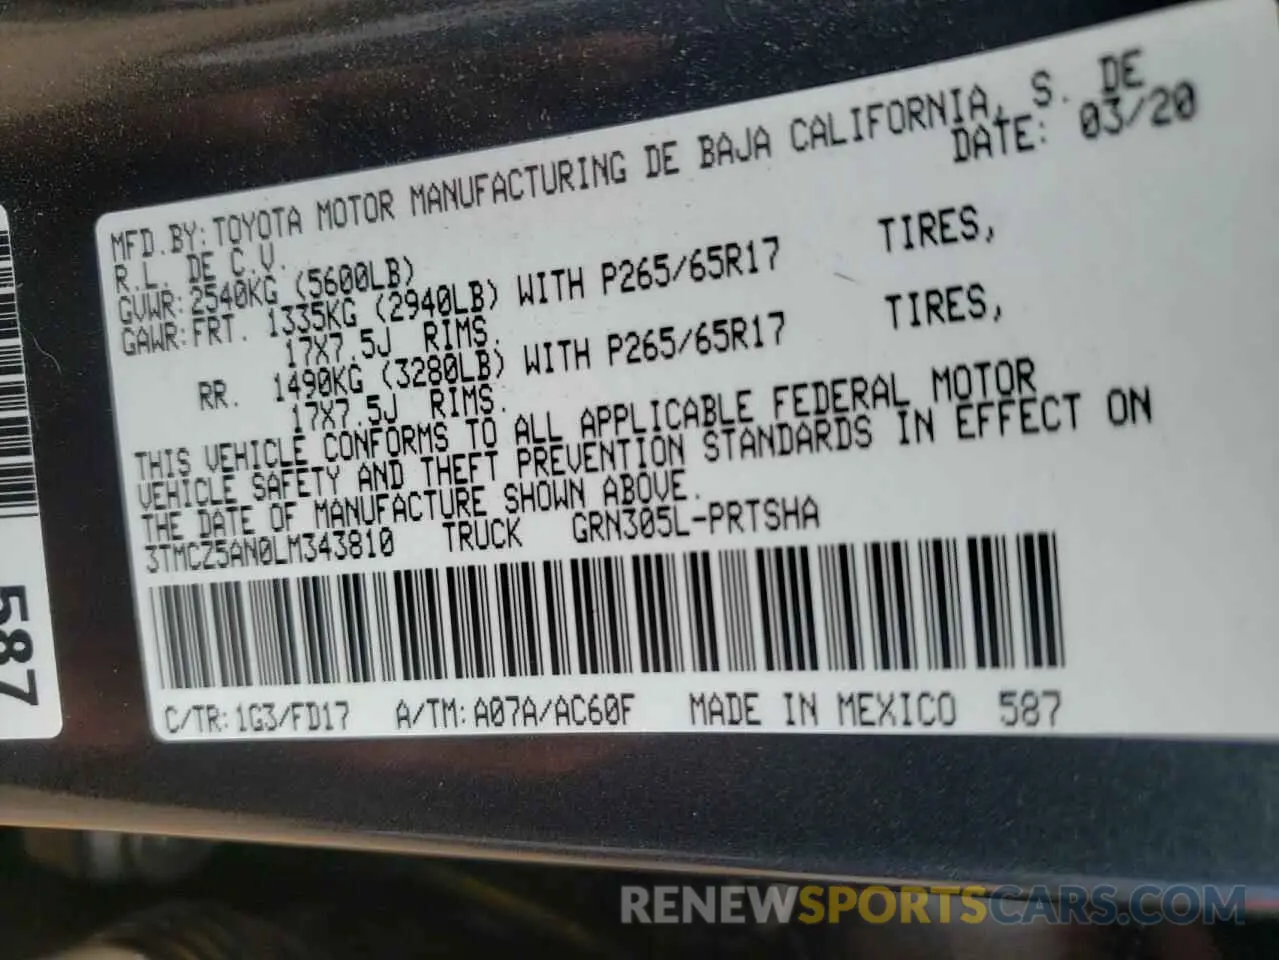 MFD.BY:TOYOTA MOTOR MANUFACTURING DE BAJA CALIFORNIA, S. DE
R.L. DE C.V. DATE: 03/20
GVWR:2540KG (5600LB)
GAWR:FRT. 1335KG (2940LB) WITH P265/65R17 TIRES,
17X7.5J RIMS.
RR. 1490KG (3280LB) WITH P265/65R17 TIRES,
17X7.5J RIMS.
THIS VEHICLE CONFORMS TO ALL APPLICABLE FEDERAL MOTOR
VEHICLE SAFETY AND THEFT PREVENTION STANDARDS IN EFFECT ON
THE DATE OF MANUFACTURE SHOWN ABOVE.
3TMCZ5AN0LM343810 TRUCK GRN305L-PRTSHA
C/TR:1G3/FD17 A/TM:A07A/AC60F MADE IN MEXICO 587
587
RENEWSPORTSCARS.COM